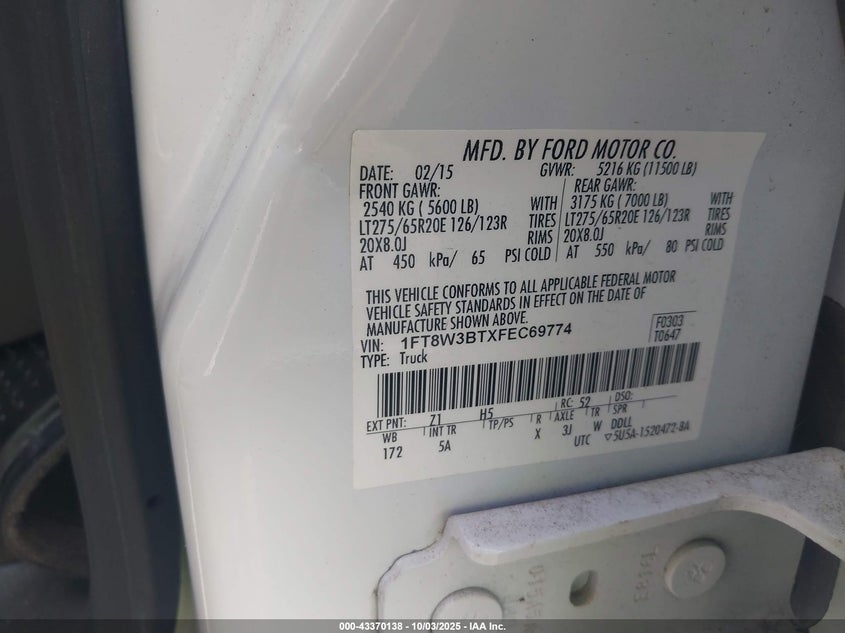 MFD. BY FORD MOTOR CO.
DATE: 02/15 GVWR: 5216 KG (11500 LB)
FRONT GAWR: REAR GAWR:
2540 KG ( 5600 LB) WITH 3175 KG ( 7000 LB) WITH
LT275/65R20E 126/123R TIRES LT275/65R20E 126/123R TIRES
20X8.0J RIMS 20X8.0J RIMS
AT 450 kPa/ 65 PSI COLD AT 550 kPa/ 80 PSI COLD
THIS VEHICLE CONFORMS TO ALL APPLICABLE FEDERAL MOTOR
VEHICLE SAFETY STANDARDS IN EFFECT ON THE DATE OF
MANUFACTURE SHOWN ABOVE.
VIN: 1FT8W3BTXFEC69774 F0303
TYPE: Truck T0647
EXT PNT: Z1 H5 RC: 52 DSO:
WB INT TR TP/PS R AXLE TR SPR
172 5A X 3J W DDLL
UTC ▽5U5A-1520472-BA
000-43370138 - 10/03/2025 - IAA Inc.